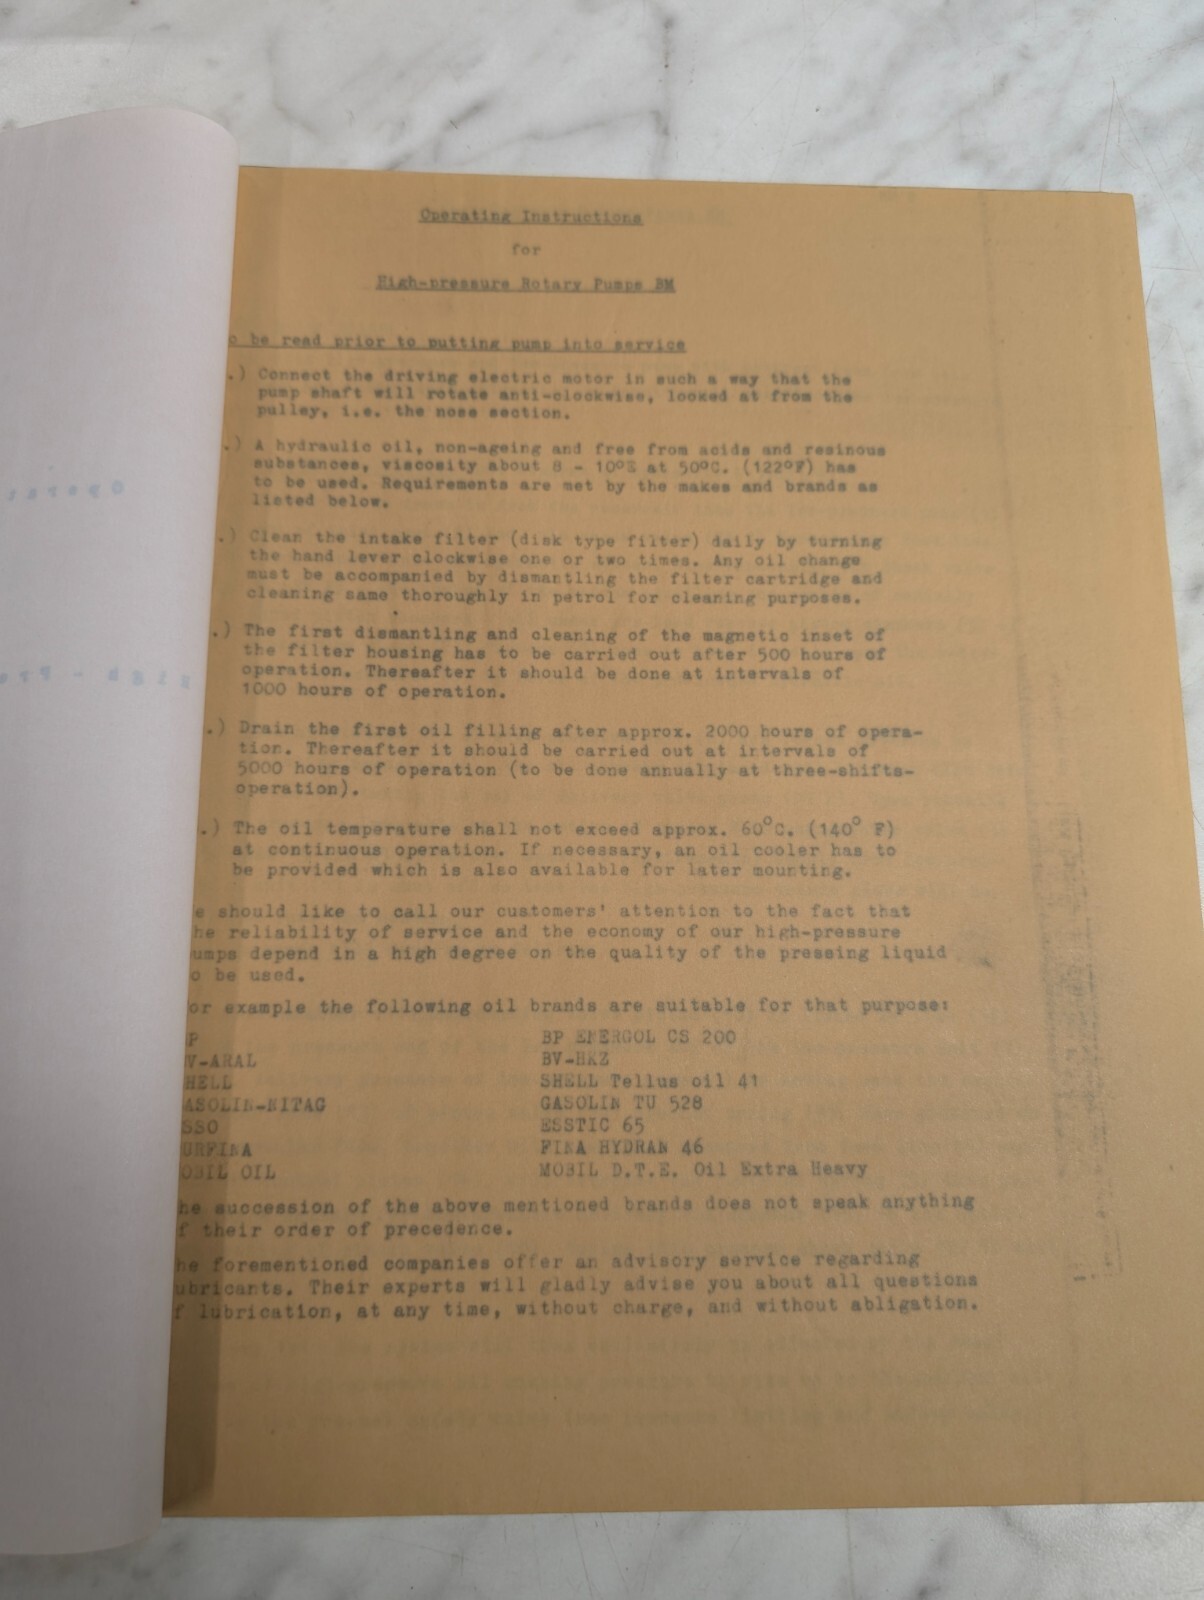 Operating Instructions
for
High-pressure Rotary Pumps BM
o be read prior to putting pump into service
.) Connect the driving electric motor in such a way that the
pump shaft will rotate anti-clockwise, looked at from the
pulley, i.e. the nose section.
.) A hydraulic oil, non-ageing and free from acids and resinous
substances, viscosity about 8 - 10°E at 50°C. (122°F) has
to be used. Requirements are met by the makes and brands as
listed below.
.) Clean the intake filter (disk type filter) daily by turning
the hand lever clockwise one or two times. Any oil change
must be accompanied by dismantling the filter cartridge and
cleaning same thoroughly in petrol for cleaning purposes.
.) The first dismantling and cleaning of the magnetic inset of
the filter housing has to be carried out after 500 hours of
operation. Thereafter it should be done at intervals of
1000 hours of operation.
.) Drain the first oil filling after approx. 2000 hours of opera-
tion. Thereafter it should be carried out at intervals of
5000 hours of operation (to be done annually at three-shifts-
operation).
.) The oil temperature shall not exceed approx. 60°C. (140° F)
at continuous operation. If necessary, an oil cooler has to
be provided which is also available for later mounting.
e should like to call our customers' attention to the fact that
he reliability of service and the economy of our high-pressure
umps depend in a high degree on the quality of the pressing liquid
o be used.
or example the following oil brands are suitable for that purpose:
P BP ENERGOL CS 200
V-ARAL BV-HKZ
HELL SHELL Tellus oil 41
ASOLIN-NITAG GASOLIN TU 528
SSO ESSTIC 65
URFINA FINA HYDRAN 46
OBIL OIL MOBIL D.T.E. Oil Extra Heavy
he succession of the above mentioned brands does not speak anything
f their order of precedence.
he forementioned companies offer an advisory service regarding
ubricants. Their experts will gladly advise you about all questions
f lubrication, at any time, without charge, and without abligation.